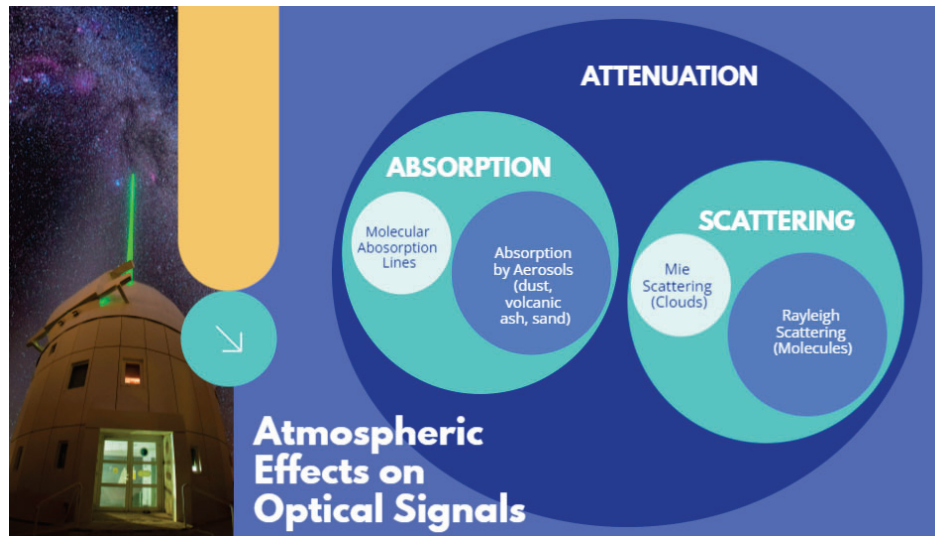 ATTENUATION
ABSORPTION
Molecular
Abosorption
Lines
Absorption
by Aerosols
(dust,
volcanic
ash, sand)
SCATTERING
Mie
Scattering
(Clouds)
Rayleigh
Scattering
(Molecules)
Atmospheric
Effects on
Optical Signals